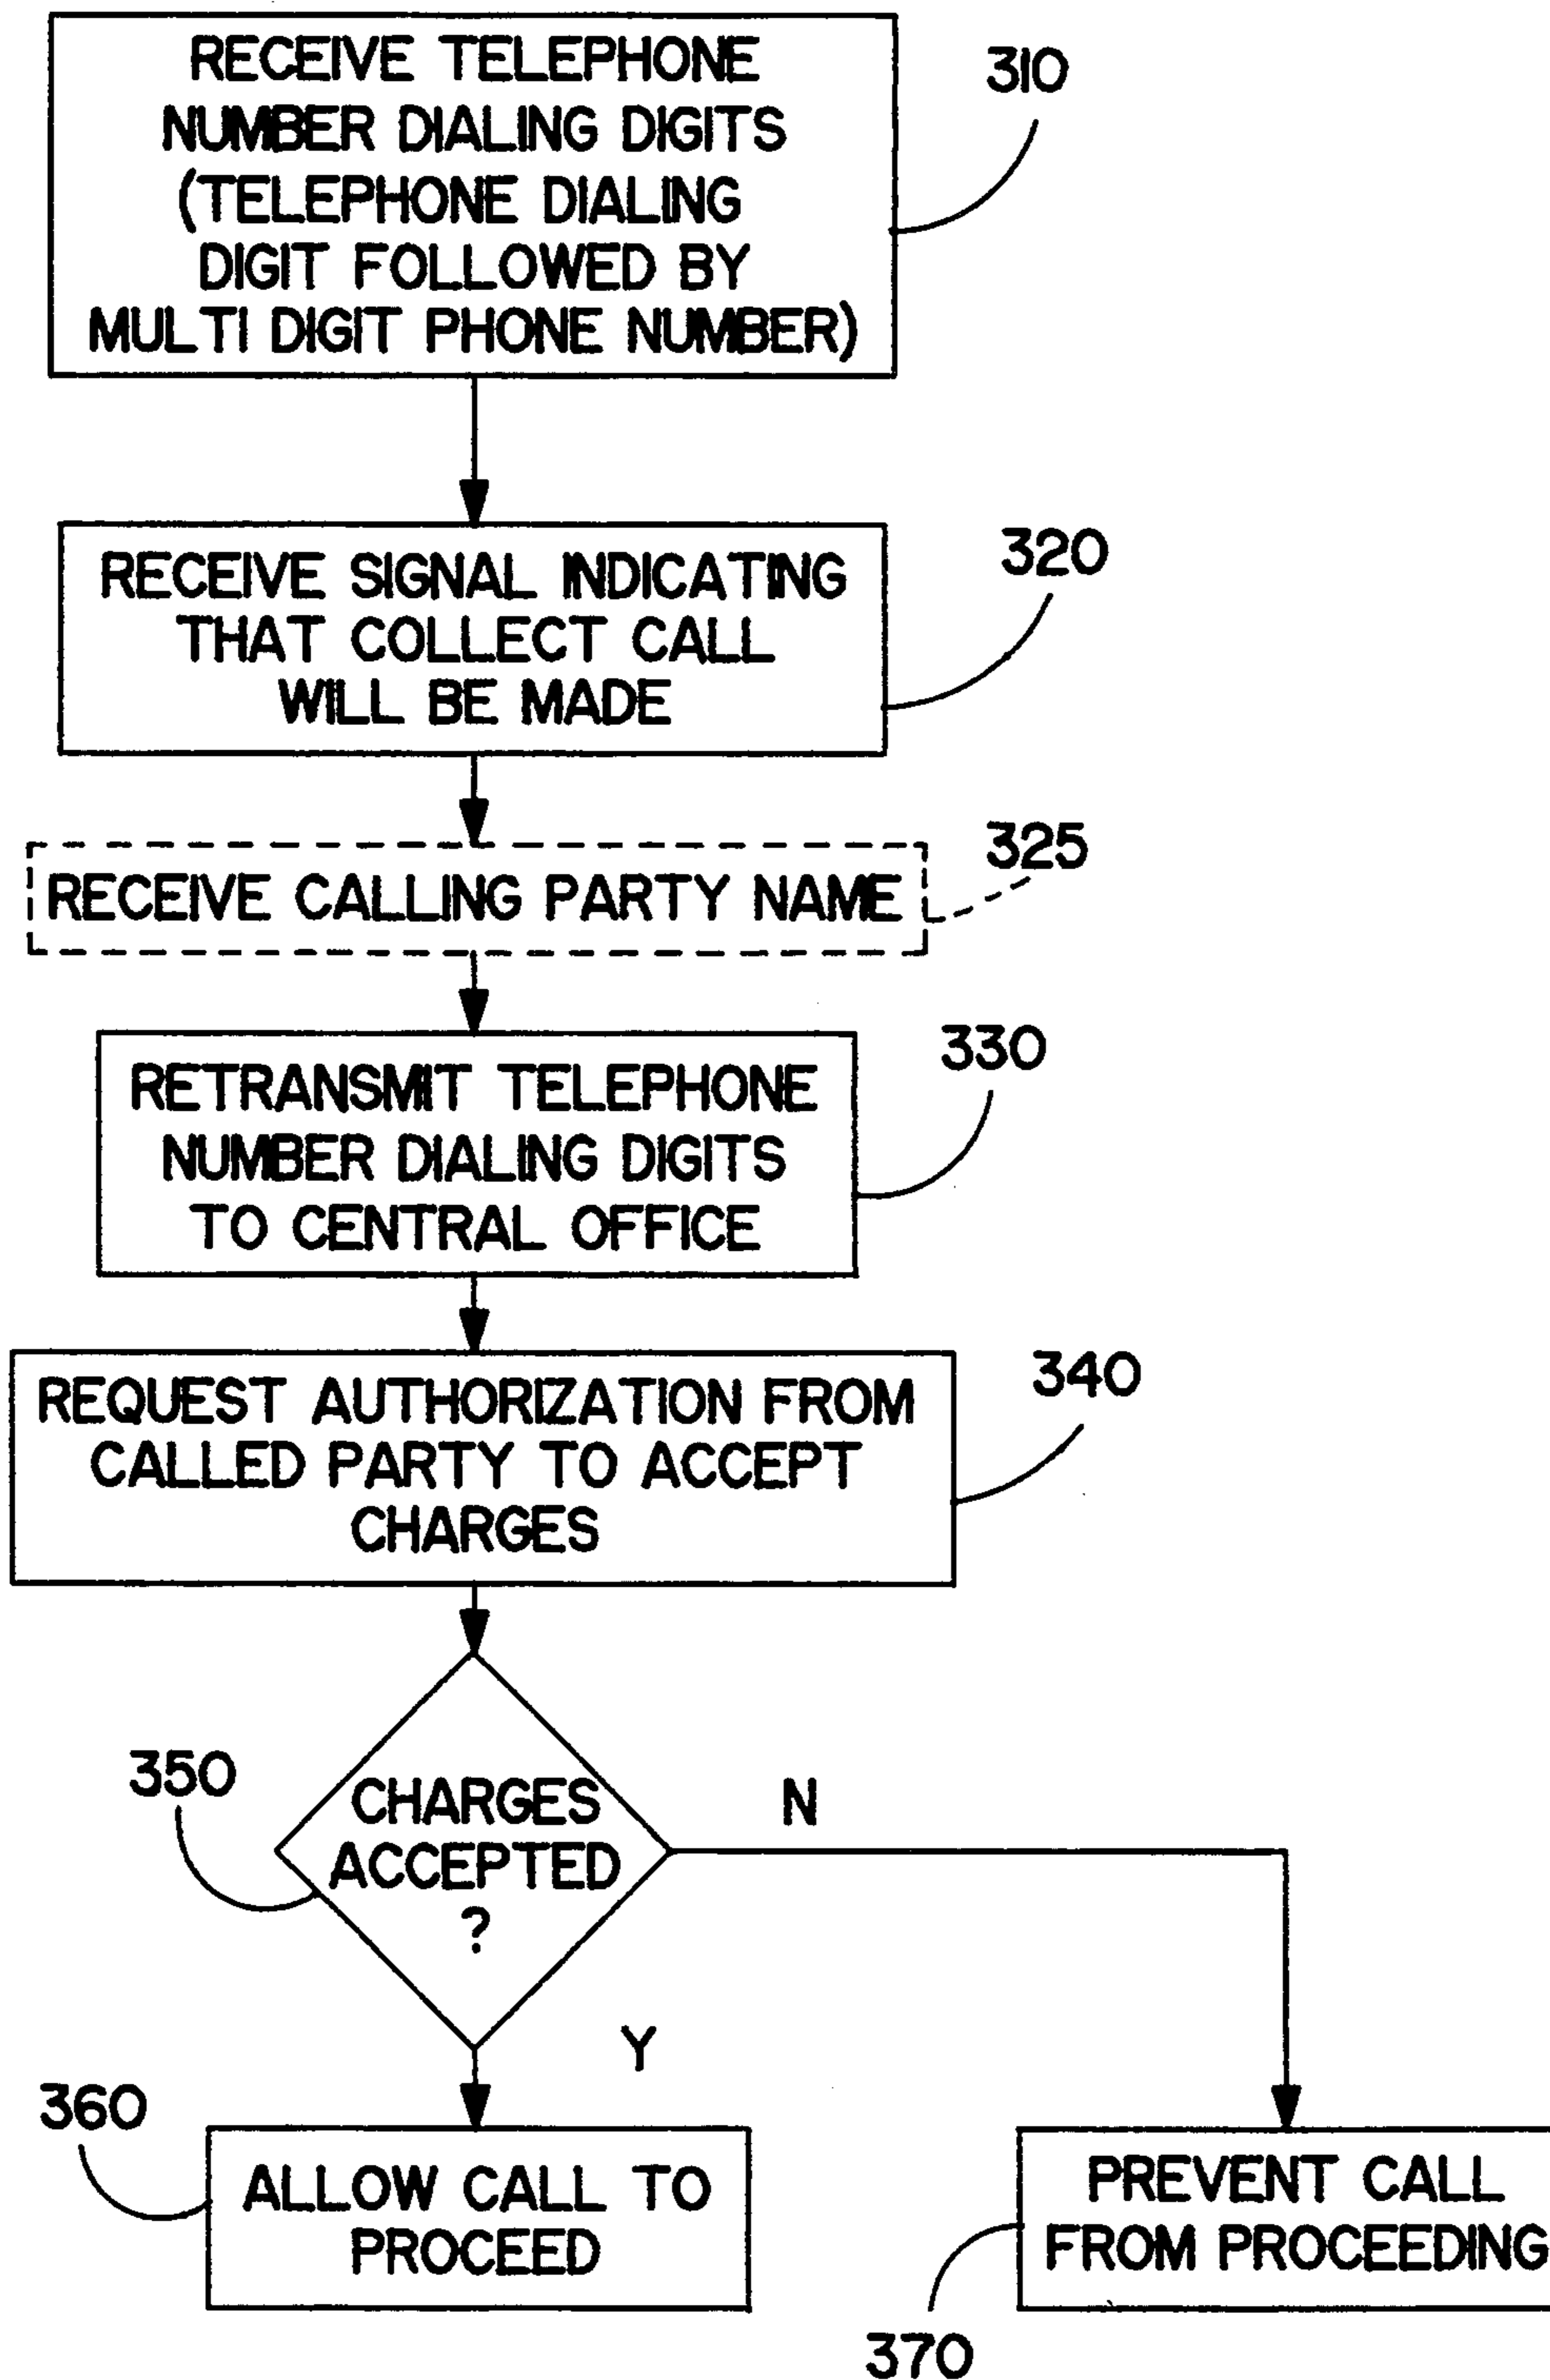 RECEIVE TELEPHONE
NUMBER DIALING DIGITS
(TELEPHONE DIALING
DIGIT FOLLOWED BY
MULTI DIGIT PHONE NUMBER)
310
RECEIVE SIGNAL INDICATING
THAT COLLECT CALL
WILL BE MADE
320
RECEIVE CALLING PARTY NAME
325
RETRANSMIT TELEPHONE
NUMBER DIALING DIGITS
TO CENTRAL OFFICE
330
REQUEST AUTHORIZATION FROM
CALLED PARTY TO ACCEPT
CHARGES
340
350
CHARGES
ACCEPTED
?
N
Y
360
ALLOW CALL TO
PROCEED
PREVENT CALL
FROM PROCEEDING
370